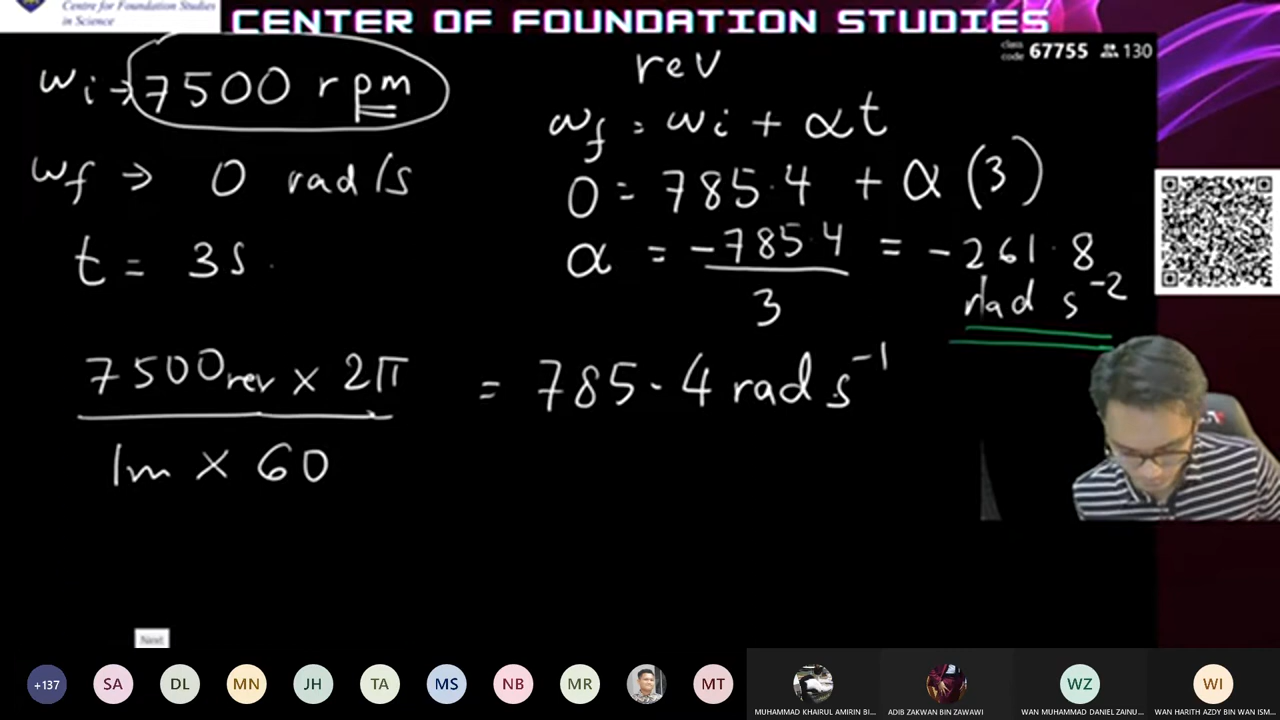 Centre for Foundation Studies
in Science
CENTER OF FOUNDATION STUDIES
class code 67755 130
ωi → 7500 rpm
ωf → 0 rad/s
t = 3s
7500rev x 2π
1m x 60
= 785.4 rad s⁻¹
rev
ωf = ωi + αt
0 = 785.4 + α (3)
α = -785.4 / 3 = -261.8
rad s⁻²
Next
+137
SA
DL
MN
JH
TA
MS
NB
MR
MT
WZ
WI
MUHAMMAD KHAIRUL AMIRIN BI...
ADIB ZAKWAN BIN ZAWAWI
WAN MUHAMMAD DANIEL ZAINU...
WAN HARITH AZDY BIN WAN ISM...